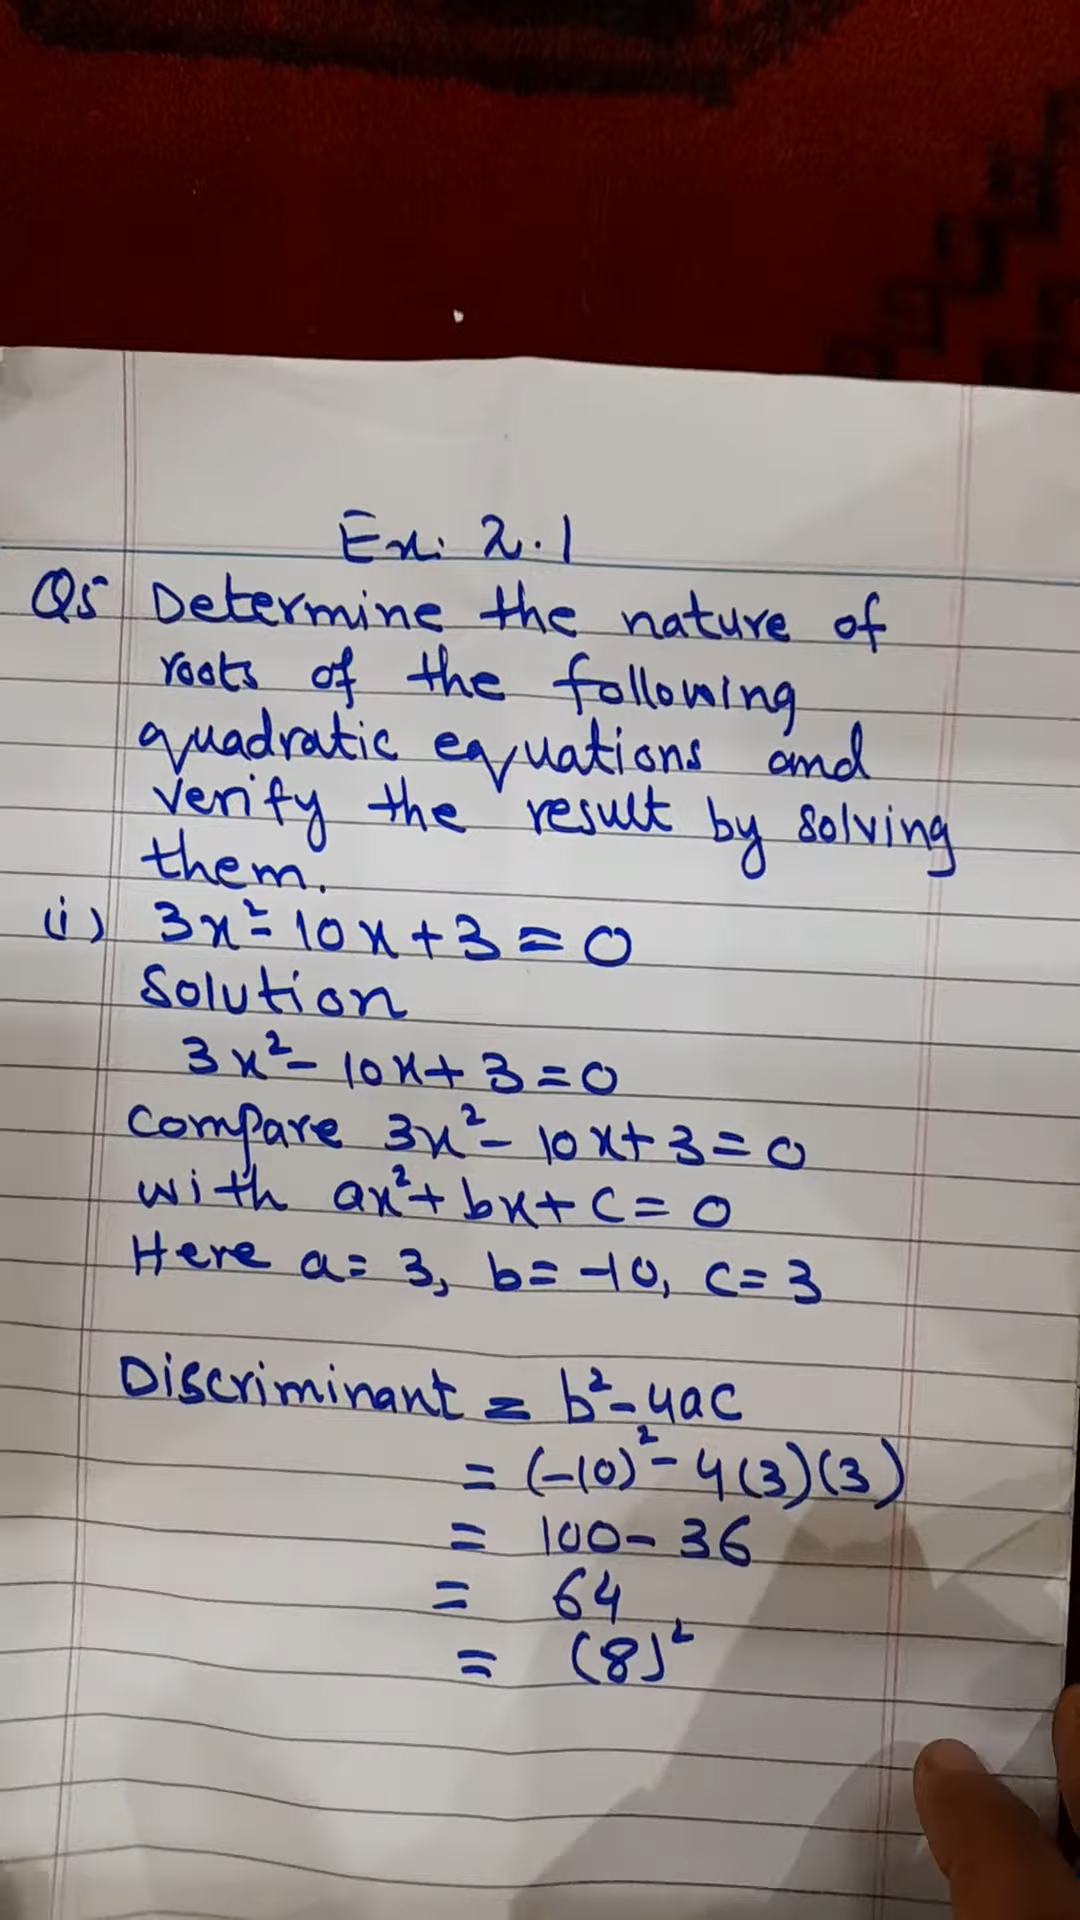 Ex: 2.1
Q5 Determine the nature of
roots of the following
quadratic equations and
verify the result by solving
them.
(i) 3x²-10x+3=0
Solution
3x²-10x+3=0
Compare 3x²-10x+3=0
with ax²+bx+c=0
Here a=3, b=-10, c=3
Discriminant = b²-4ac
= (-10)²-4(3)(3)
= 100-36
= 64
= (8)²